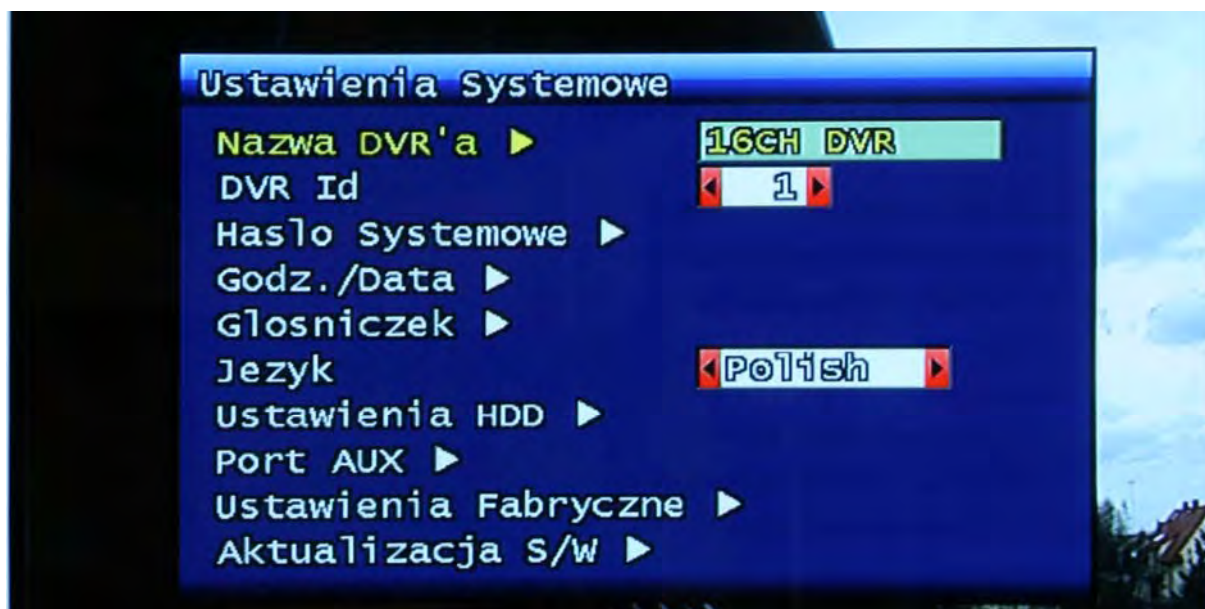 Ustawienia Systemowe
Nazwa DVR'a ▶ 16CH DVR
DVR Id 1
Haslo Systemowe ▶
Godz./Data ▶
Glosniczek ▶
Jezyk Polish
Ustawienia HDD ▶
Port AUX ▶
Ustawienia Fabryczne ▶
Aktualizacja S/W ▶